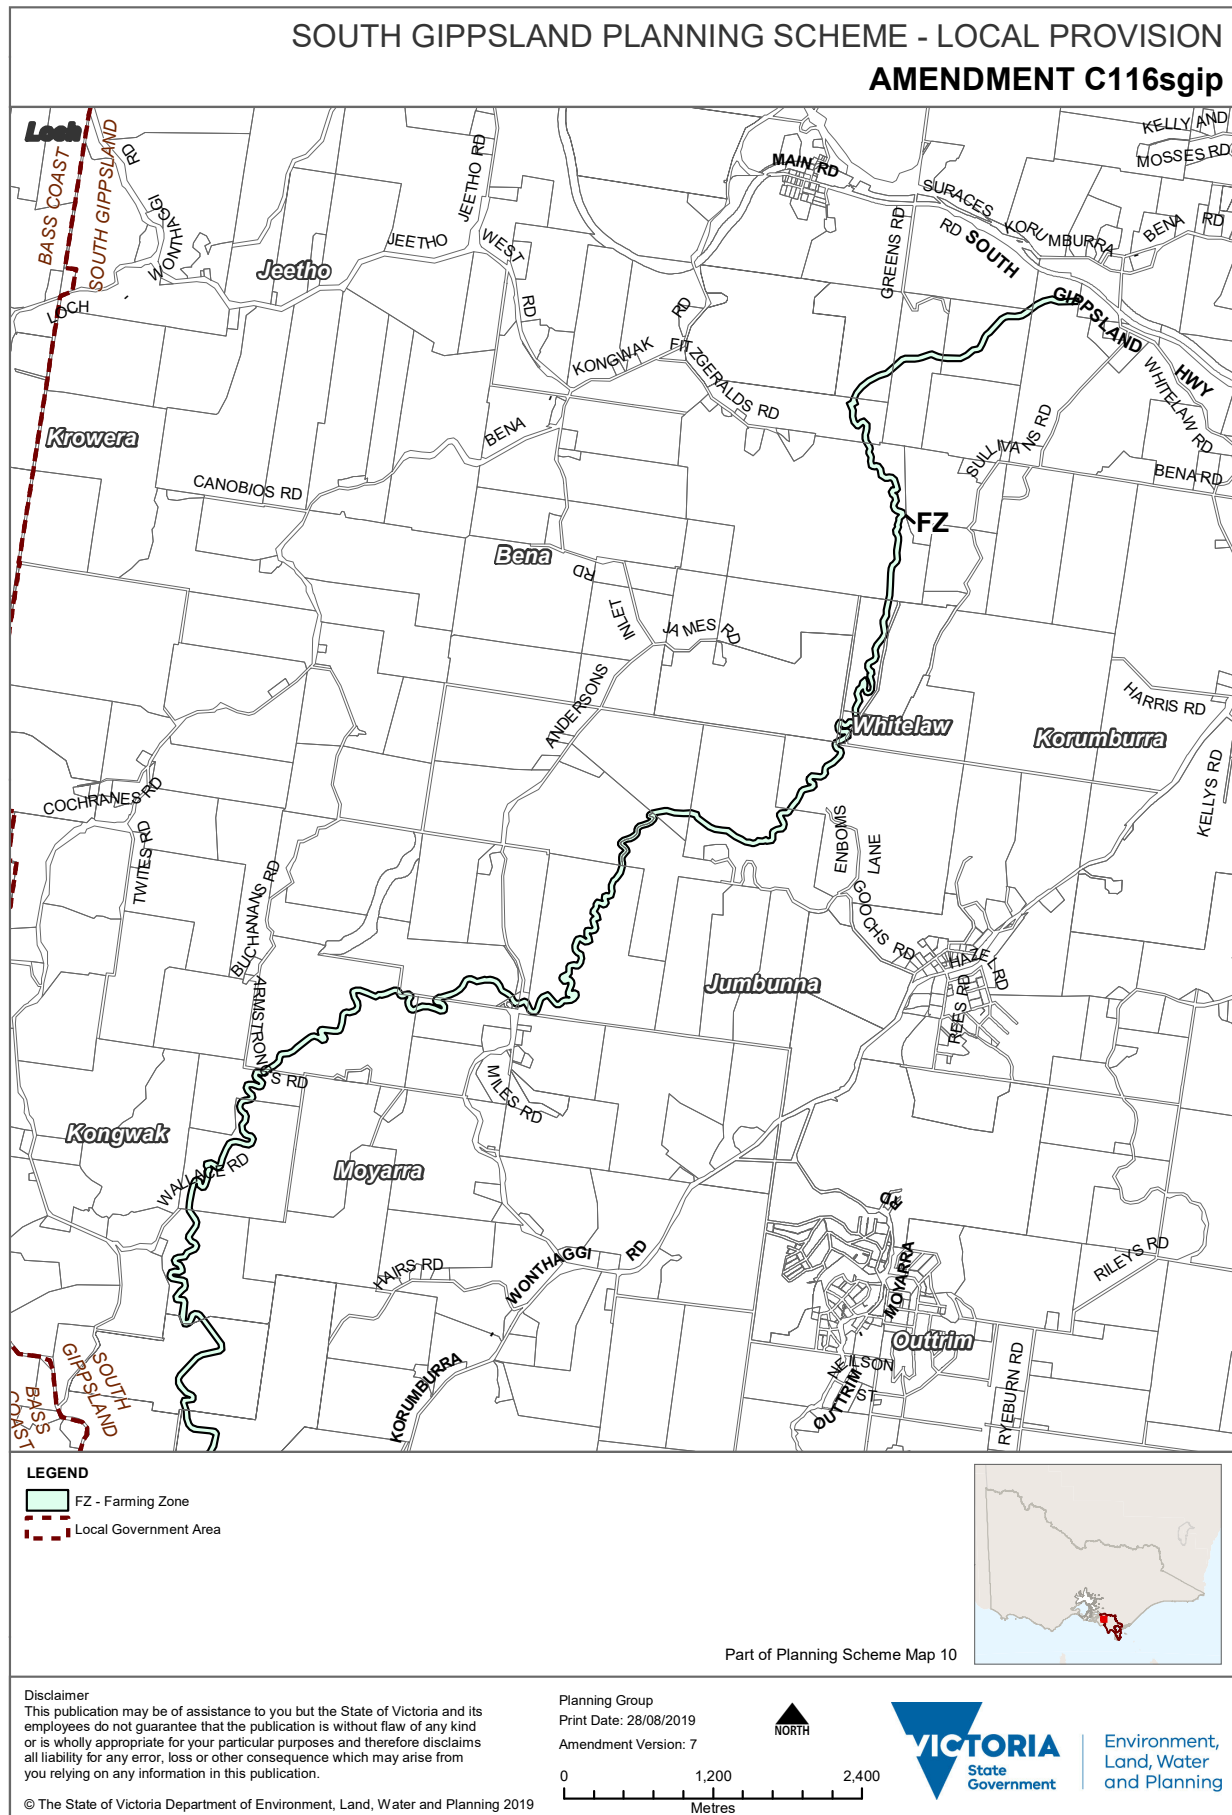 SOUTH GIPPSLAND PLANNING SCHEME - LOCAL PROVISION
AMENDMENT C116sgip
Loch
BASS COAST
SOUTH GIPPSLAND
WONTHAGGI RD
LOCH
Jeetho
JEETHO RD
JEETHO WEST RD
MAIN RD
KELLY AND
MOSSES RD
SURACES RD
KORUMBURRA
BENA RD
GREENS RD
SOUTH GIPPSLAND HWY
WHITELAW RD
BENA RD
SULLIVANS RD
KONGWAK RD
FITZGERALDS RD
BENA
Krowera
CANOBIOS RD
FZ
Bena
RD
INLET
JAMES RD
ANDERSONS
HARRIS RD
Whitelaw
Korumburra
KELLYS RD
COCHRANES RD
TWITES RD
BUCHANANS RD
ENBOMS LANE
GOOCHS RD
HAZEL RD
REES RD
Jumbunna
ARMSTRONGS RD
MILES RD
Kongwak
WALLACE RD
Moyarra
HAIRS RD
WONTHAGGI RD
KORUMBURRA
RD
MOYARRA
RILEYS RD
Outtrim
NEILSON ST
OUTTRIM
RYEBURN RD
SOUTH GIPPSLAND
BASS COAST
LEGEND
FZ - Farming Zone
Local Government Area
Part of Planning Scheme Map 10
Disclaimer
This publication may be of assistance to you but the State of Victoria and its
employees do not guarantee that the publication is without flaw of any kind
or is wholly appropriate for your particular purposes and therefore disclaims
all liability for any error, loss or other consequence which may arise from
you relying on any information in this publication.
© The State of Victoria Department of Environment, Land, Water and Planning 2019
Planning Group
Print Date: 28/08/2019
Amendment Version: 7
NORTH
0 1,200 2,400
Metres
VICTORIA
State
Government
Environment,
Land, Water
and Planning